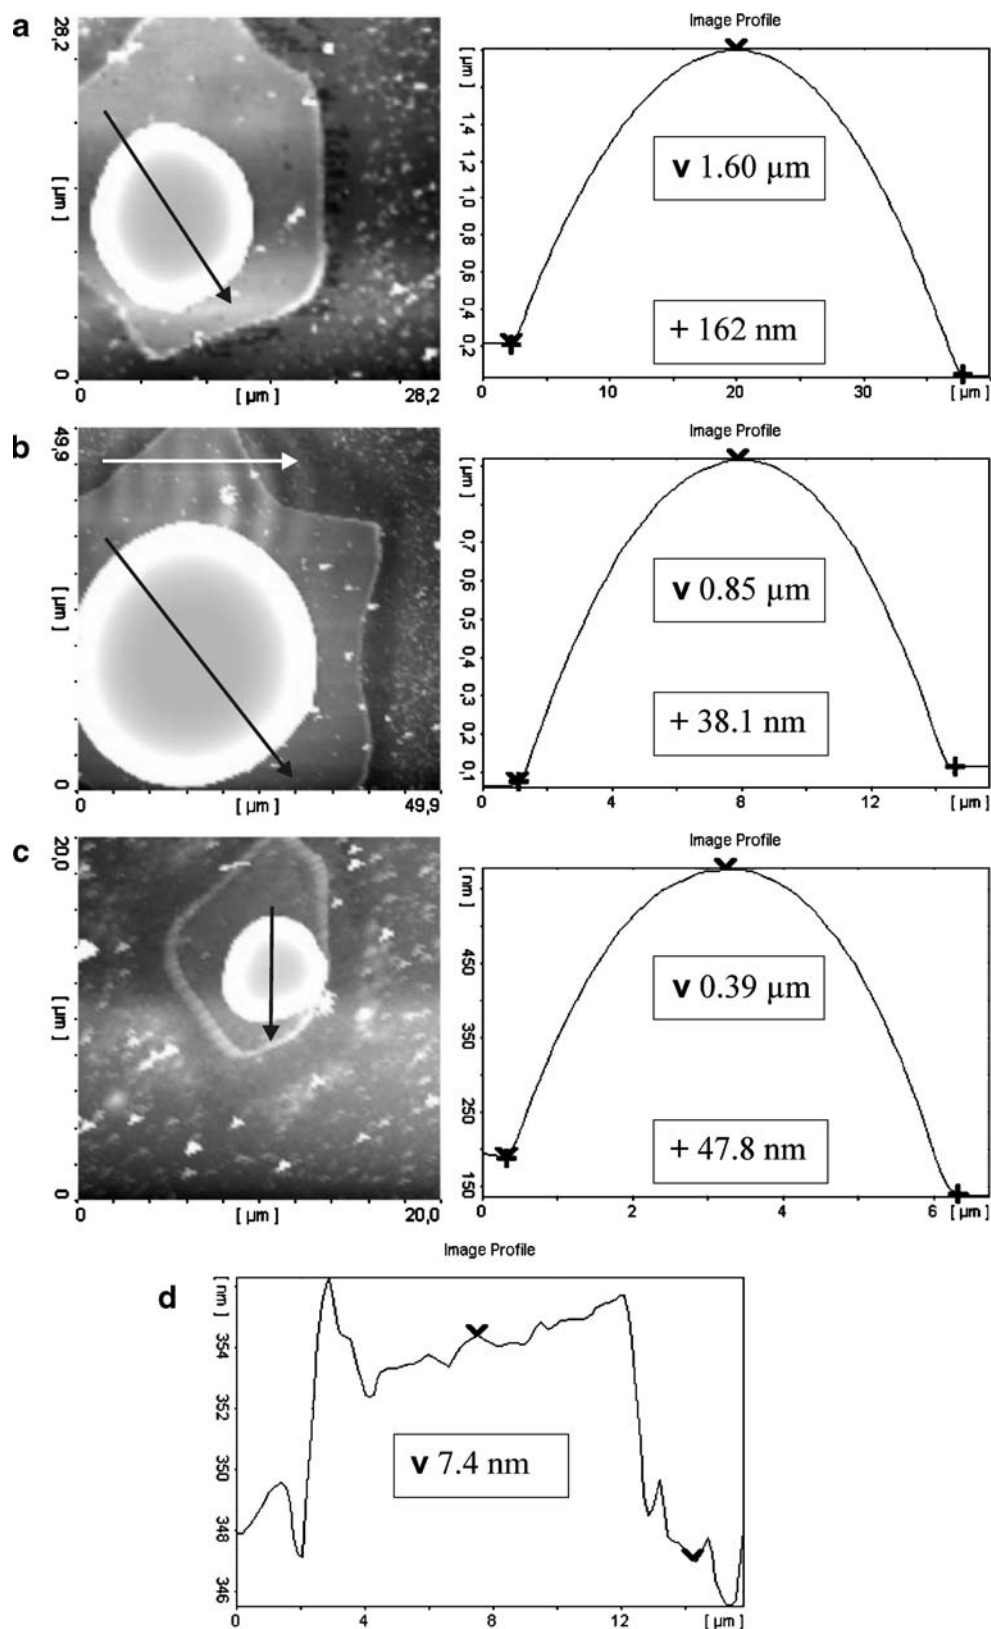 a
28,2
[ µm ]
0
0
[ µm ]
28,2
Image Profile
[ µm ]
1,4
1,2
1,0
0,8
0,6
0,4
0,2
v 1.60 µm
+ 162 nm
0
10
20
30
[ µm ]
b
49,9
[ µm ]
0
0
[ µm ]
49,9
Image Profile
[ µm ]
0,7
0,6
0,5
0,4
0,3
0,2
0,1
v 0.85 µm
+ 38.1 nm
0
4
8
12
[ µm ]
c
20,0
[ µm ]
0
0
[ µm ]
20,0
Image Profile
[ nm ]
450
350
250
150
v 0.39 µm
+ 47.8 nm
0
2
4
6
[ µm ]
Image Profile
d
[ nm ]
354
352
350
348
346
v 7.4 nm
0
4
8
12
[ µm ]